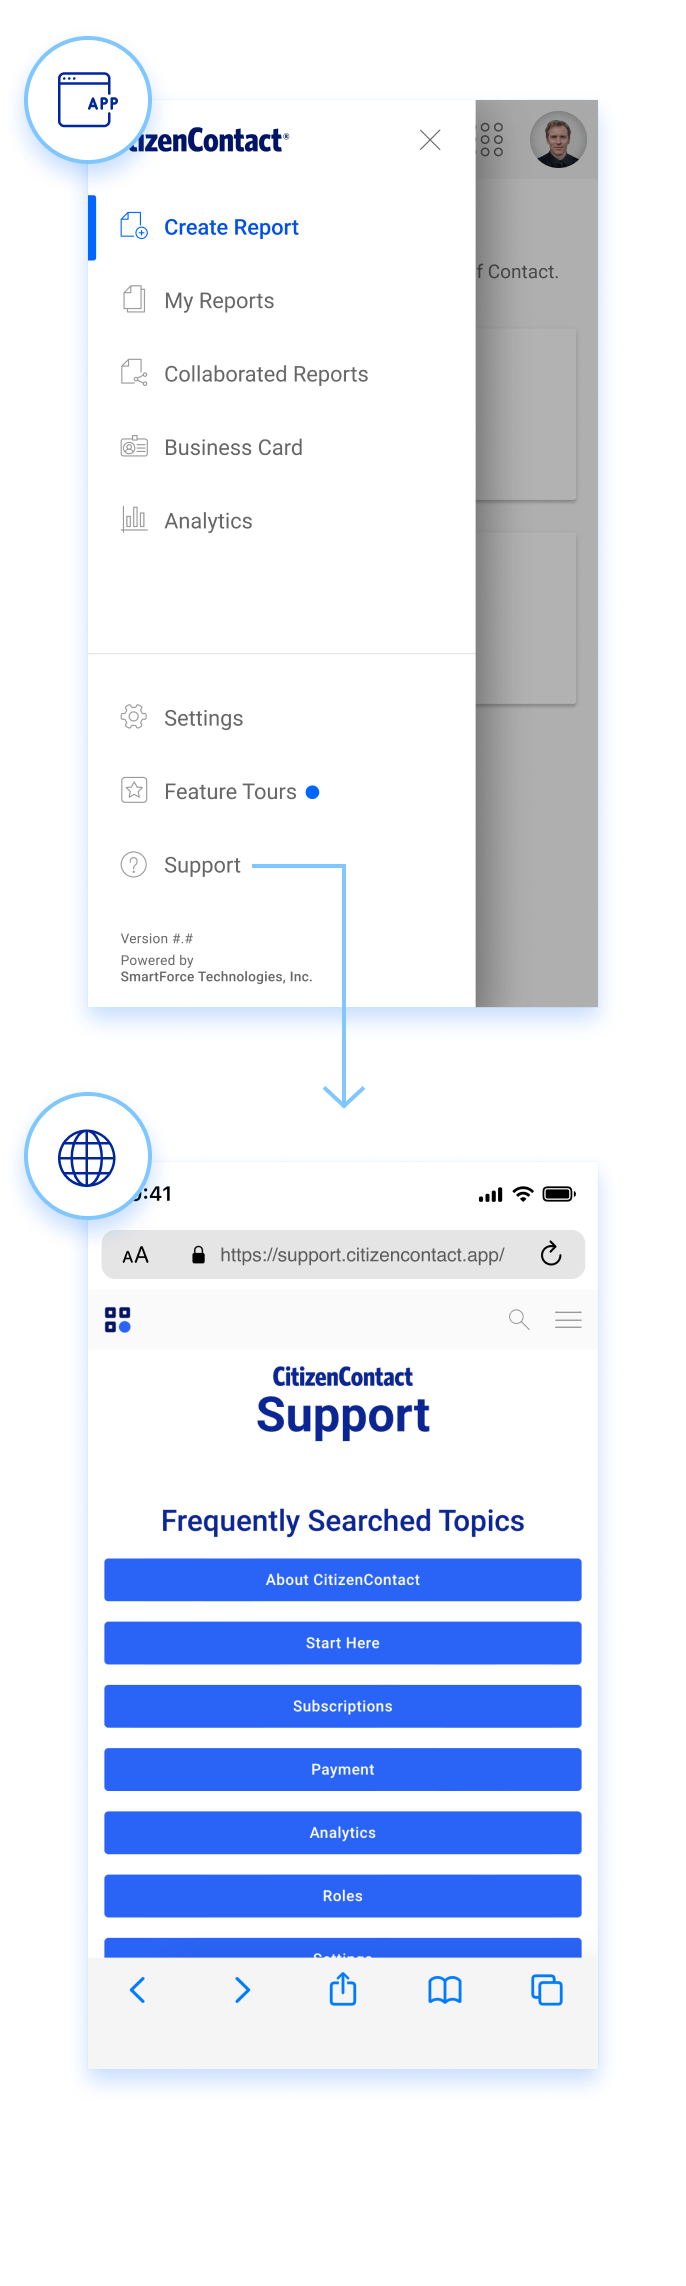 APP
tizenContact®
Create Report
f Contact.
My Reports
Collaborated Reports
Business Card
Analytics
Settings
Feature Tours
Support
Version #.#
Powered by
SmartForce Technologies, Inc.
:41
AA https://support.citizencontact.app/
CitizenContact
Support
Frequently Searched Topics
About CitizenContact
Start Here
Subscriptions
Payment
Analytics
Roles
Settings